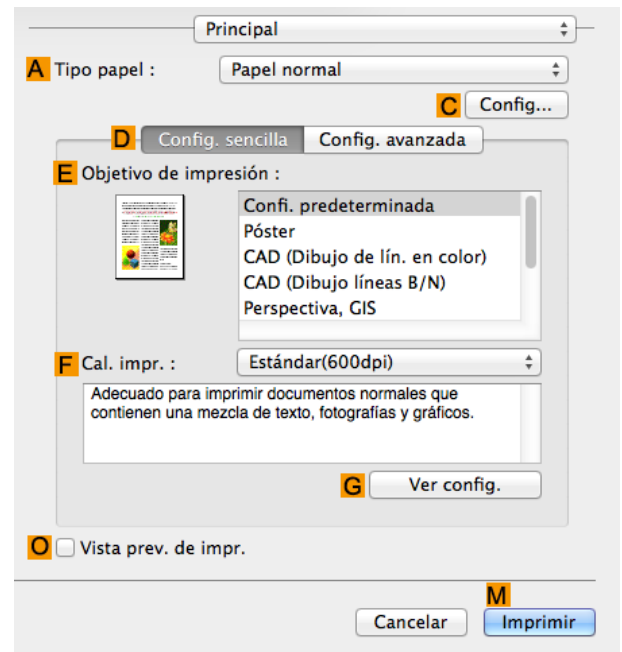 Principal
A Tipo papel : Papel normal
C Config...
D Config. sencilla Config. avanzada
E Objetivo de impresión :
Confi. predeterminada
Póster
CAD (Dibujo de lín. en color)
CAD (Dibujo líneas B/N)
Perspectiva, GIS
F Cal. impr. : Estándar(600dpi)
Adecuado para imprimir documentos normales que
contienen una mezcla de texto, fotografías y gráficos.
G Ver config.
O Vista prev. de impr.
M
Cancelar Imprimir